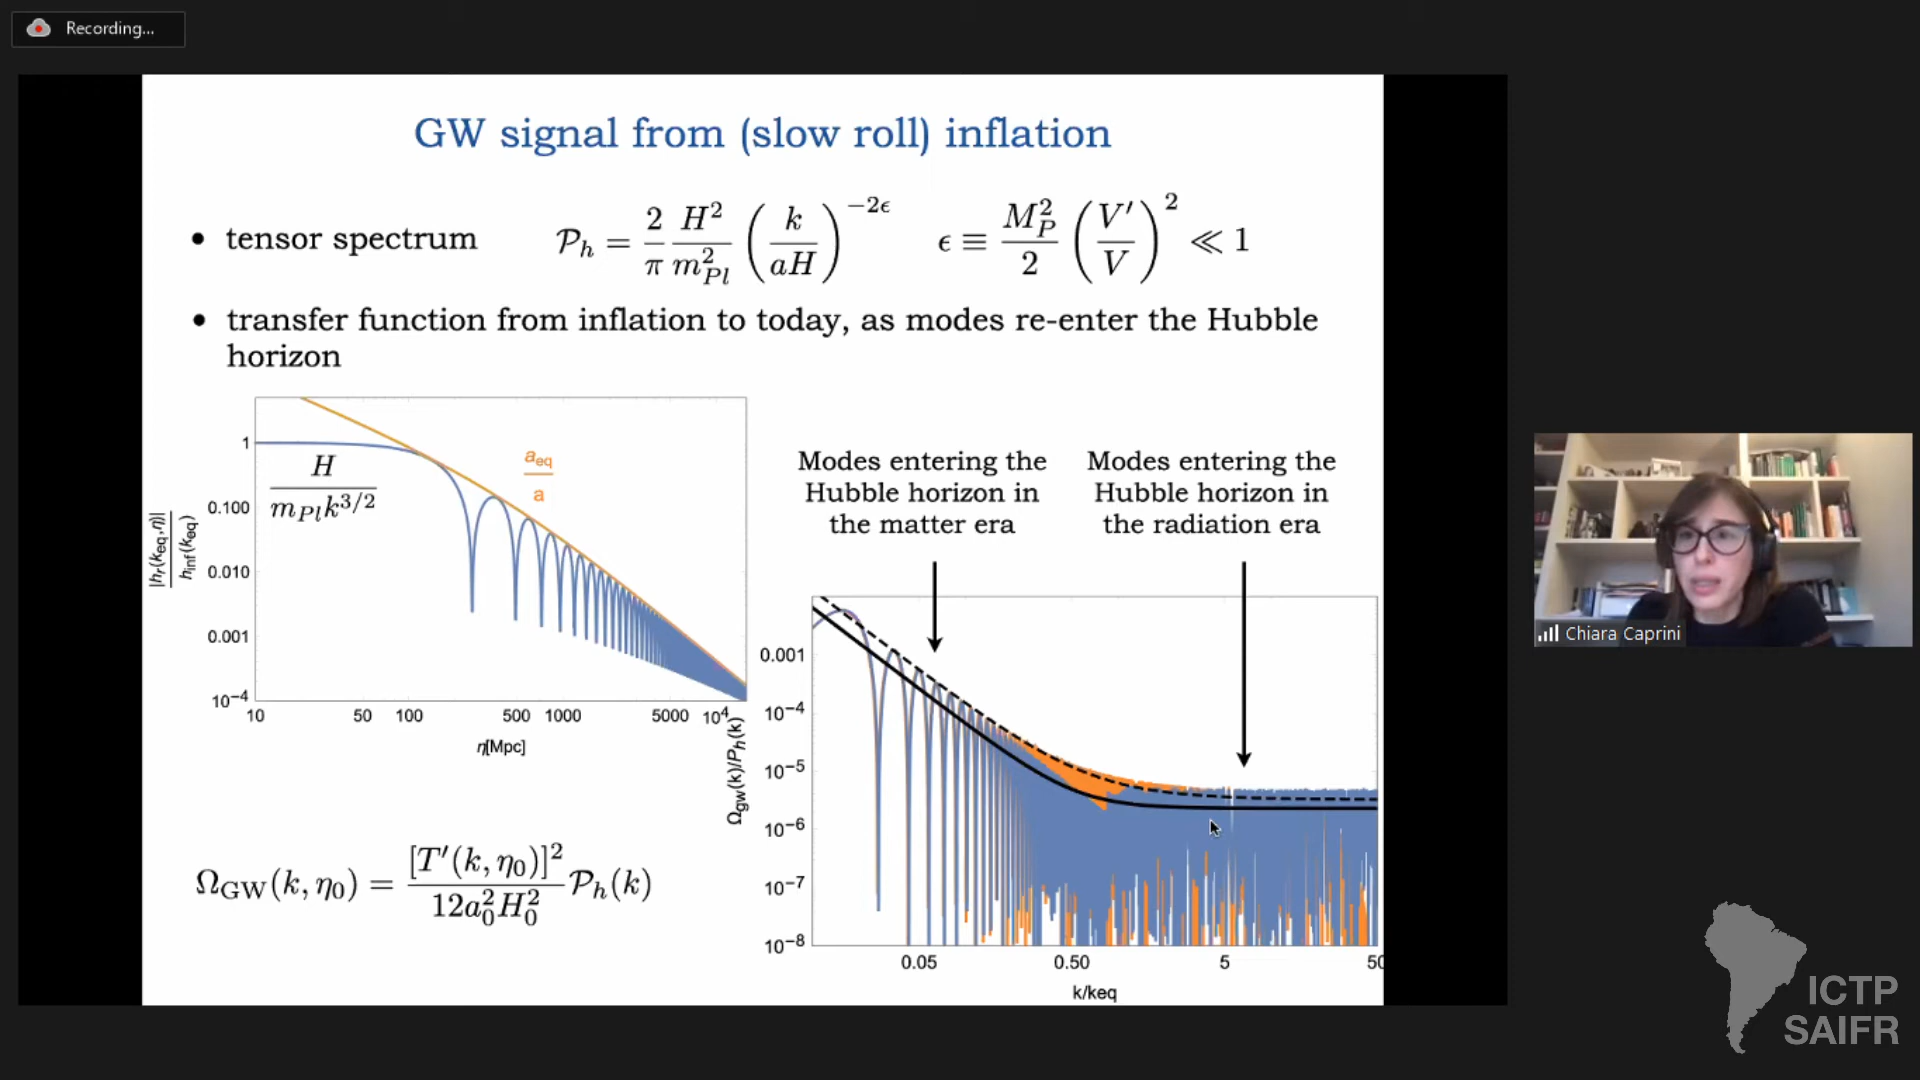 Recording...
GW signal from (slow roll) inflation
• tensor spectrum 𝒫_h = 2/π H²/m²_Pl (k/aH)^−2ϵ ϵ ≡ M²_P/2 (V′/V)² ≪ 1
• transfer function from inflation to today, as modes re-enter the Hubble
horizon
H/(m_Pl k^3/2)
a_eq/a
|h_r(k_eq,η)|/h_inf(k_eq)
1
0.100
0.010
0.001
10⁻⁴
10 50 100 500 1000 5000 10⁴
η[Mpc]
Modes entering the
Hubble horizon in
the matter era
Modes entering the
Hubble horizon in
the radiation era
Ω_gw(k)/P_h(k)
0.001
10⁻⁴
10⁻⁵
10⁻⁶
10⁻⁷
10⁻⁸
0.05 0.50 5 50
k/keq
Ω_GW(k, η₀) = [T′(k, η₀)]²/(12a₀²H₀²) 𝒫_h(k)
Chiara Caprini
ICTP
SAIFR